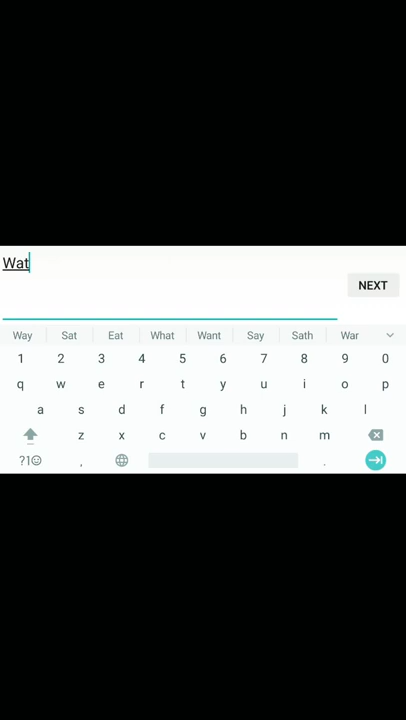 Wat
NEXT
Way Sat Eat What Want Say Sath War
1 2 3 4 5 6 7 8 9 0
q w e r t y u i o p
a s d f g h j k l
z x c v b n m
?1☺ , .